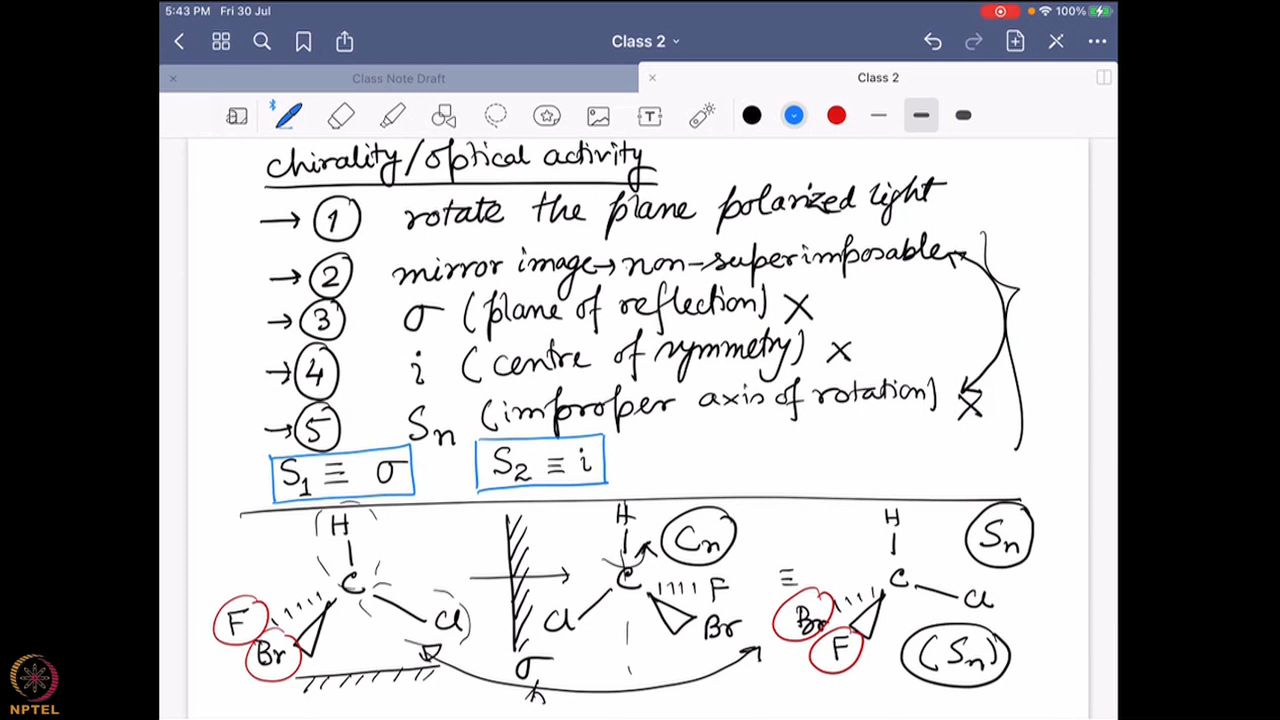 5:43 PM Fri 30 Jul 100%
Class 2
Class Note Draft
Class 2
chirality/optical activity
→ 1 rotate the plane polarized light
→ 2 mirror image→non-superimposable
→ 3 σ (plane of reflection) X
→ 4 i (centre of symmetry) X
→ 5 Sn (improper axis of rotation) X
S1 ≡ σ S2 ≡ i
H H H
Cn Sn
C C C
F F ≡ Br Cl
Br Cl Cl Br F (Sn)
σh
NPTEL